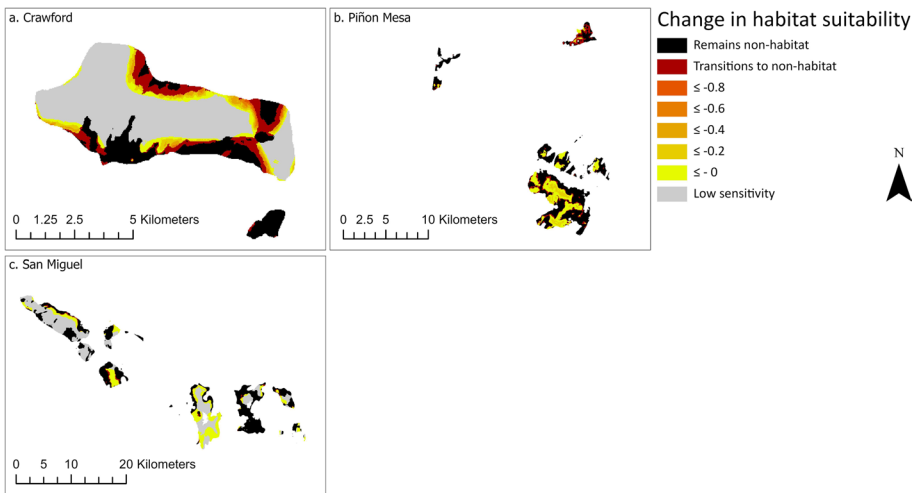 a. Crawford
0 1.25 2.5 5 Kilometers
b. Piñon Mesa
0 2.5 5 10 Kilometers
c. San Miguel
0 5 10 20 Kilometers
Change in habitat suitability
Remains non-habitat
Transitions to non-habitat
≤ -0.8
≤ -0.6
≤ -0.4
≤ -0.2
≤ - 0
Low sensitivity
N